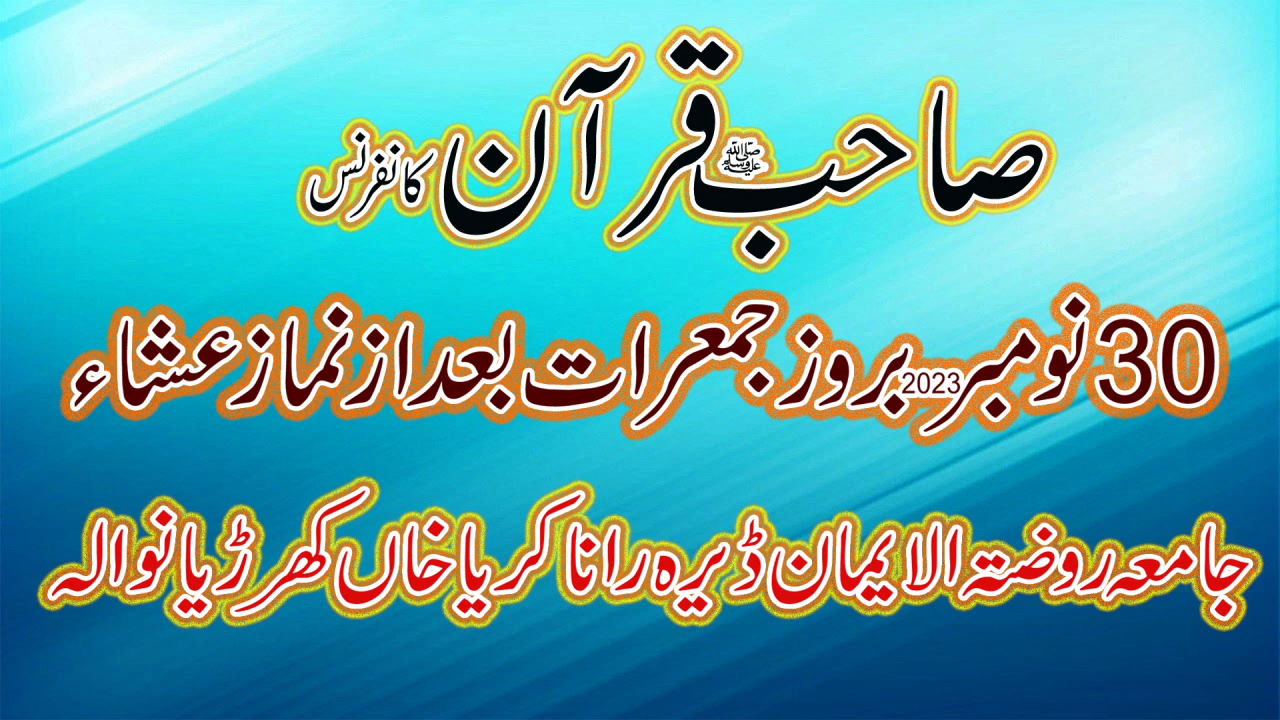 صاحبِ قرآن ﷺ کانفرنس
30 نومبر 2023 بروز جمعرات بعد از نماز عشاء
جامعہ روضۃ الایمان ڈیرہ رانا کریا خاں کھرڑیانوالہ